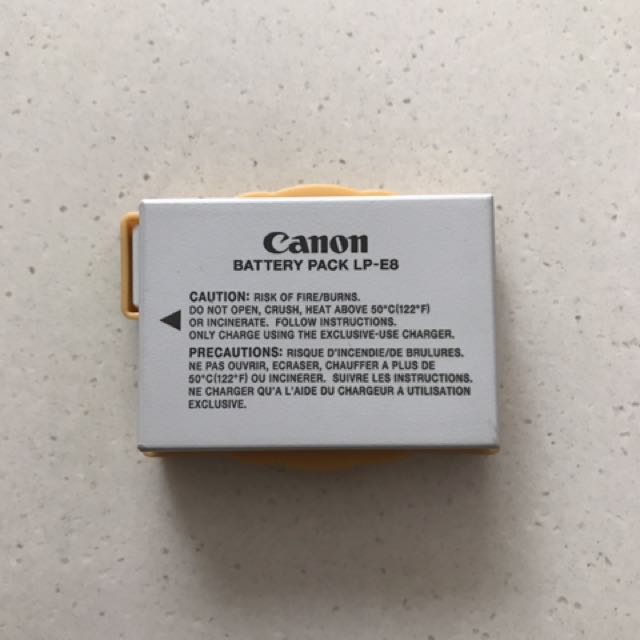 Canon
BATTERY PACK LP-E8
CAUTION: RISK OF FIRE/BURNS.
DO NOT OPEN, CRUSH, HEAT ABOVE 50°C(122°F)
OR INCINERATE. FOLLOW INSTRUCTIONS.
ONLY CHARGE USING THE EXCLUSIVE-USE CHARGER.
PRECAUTIONS: RISQUE D'INCENDIE/DE BRULURES.
NE PAS OUVRIR, ECRASER, CHAUFFER A PLUS DE
50°C(122°F) OU INCINERER. SUIVRE LES INSTRUCTIONS.
NE CHARGER QU'A L'AIDE DU CHARGEUR A UTILISATION
EXCLUSIVE.